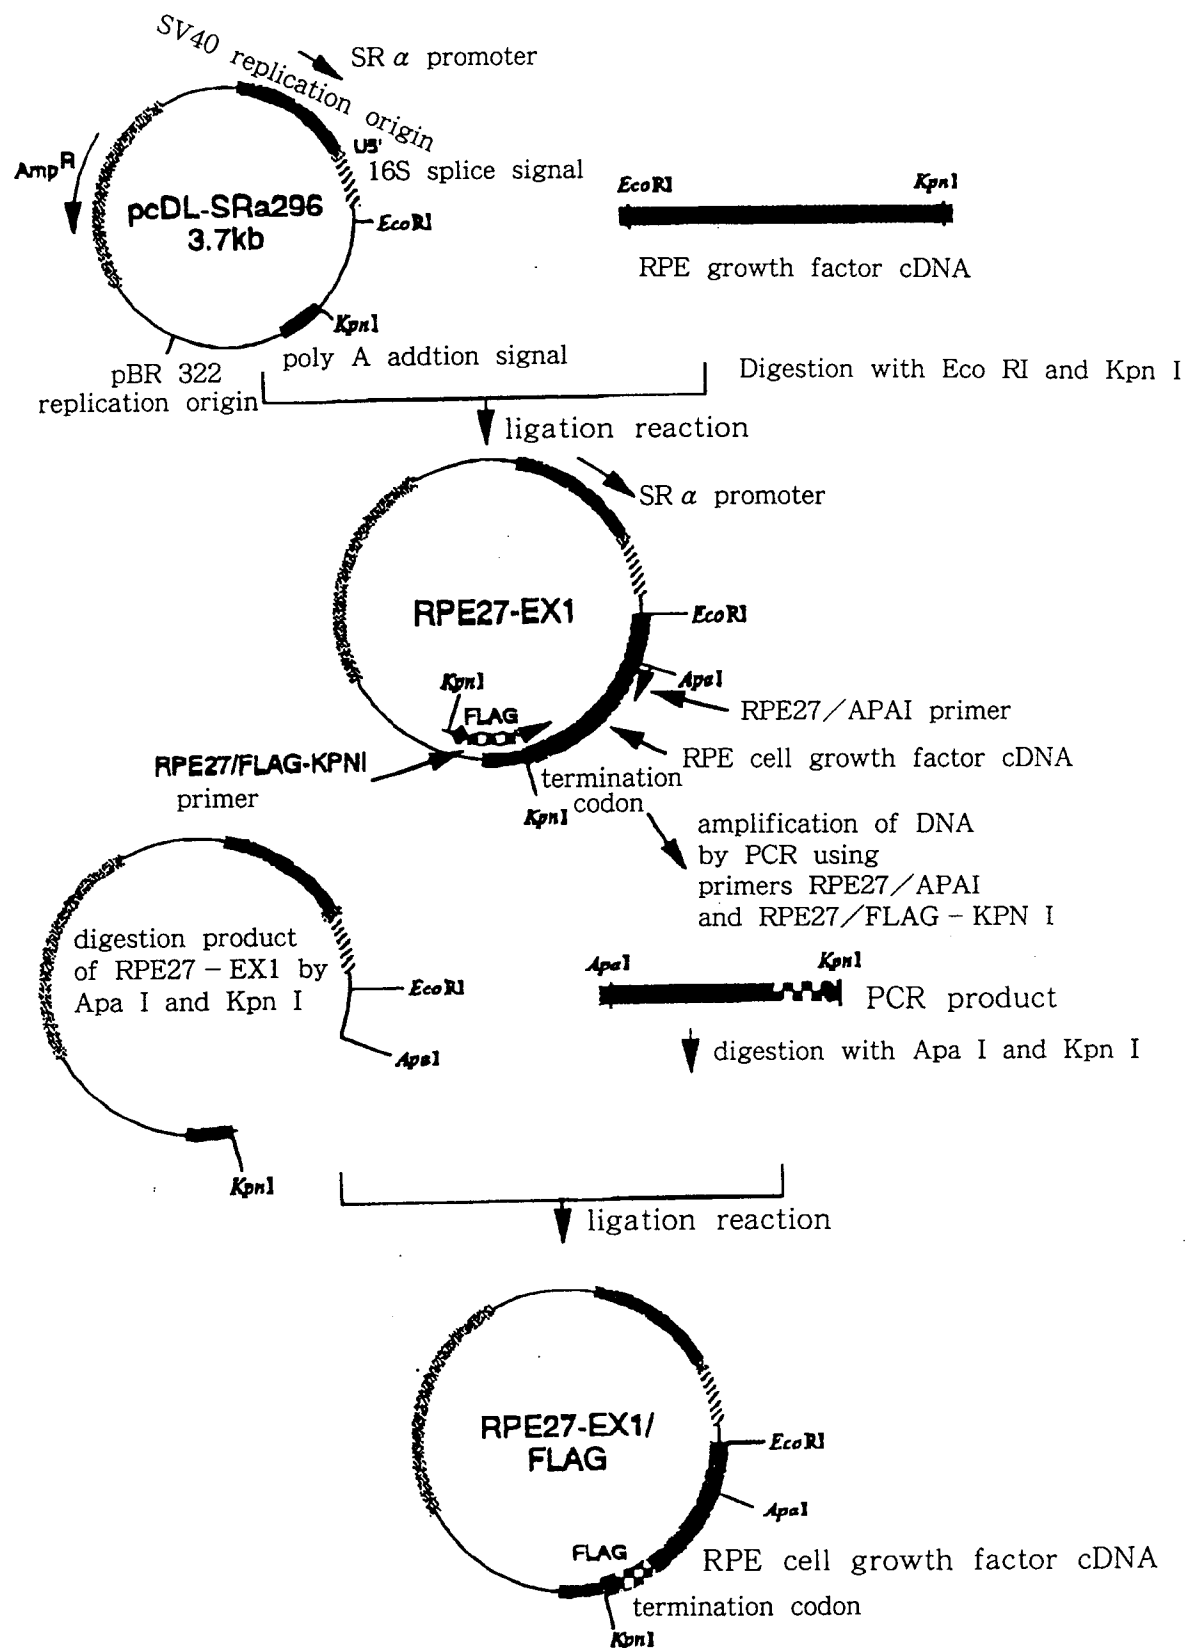 SV40 replication origin
SR α promoter
U5'
16S splice signal
Amp R
pcDL-SRa296
3.7kb
EcoRI
KpnI
poly A addtion signal
pBR 322
replication origin
EcoRI
KpnI
RPE growth factor cDNA
Digestion with Eco RI and Kpn I
ligation reaction
SR α promoter
RPE27-EX1
EcoRI
ApaI
KpnI
FLAG
RPE27/APAI primer
RPE cell growth factor cDNA
RPE27/FLAG-KPNI
primer
termination
codon
KpnI
amplification of DNA
by PCR using
primers RPE27/APAI
and RPE27/FLAG－KPN I
digestion product
of RPE27－EX1 by
Apa I and Kpn I
EcoRI
ApaI
KpnI
ApaI
KpnI
PCR product
digestion with Apa I and Kpn I
ligation reaction
RPE27-EX1/
FLAG
EcoRI
ApaI
FLAG
RPE cell growth factor cDNA
termination codon
KpnI